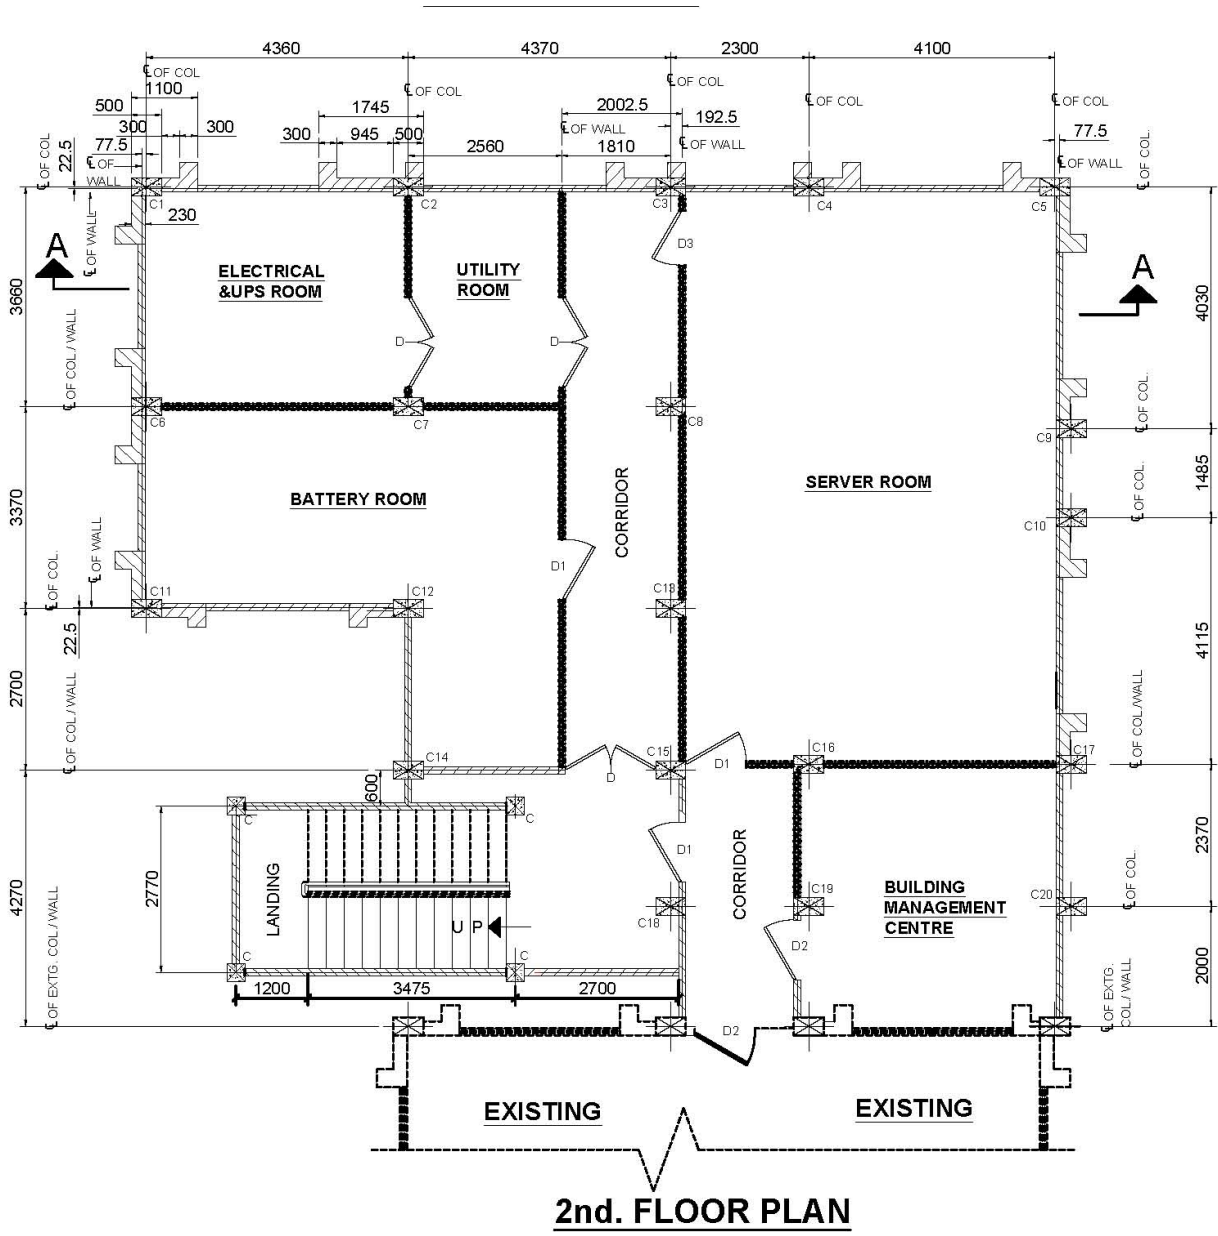 4360
4370
2300
4100
℄ OF COL
℄ OF COL
℄ OF COL
℄ OF COL
℄ OF COL
1100
1745
2002.5
500
300
300
300
945
500
℄ OF WALL
192.5
77.5
2560
1810
℄ OF WALL
77.5
℄ OF WALL
℄ OF COL
22.5
℄ OF
WALL
℄ OF COL.
C1
C2
C3
C4
C5
230
A
℄ OF WALL
D3
A
ELECTRICAL
&UPS ROOM
UTILITY
ROOM
3660
4030
D
D
℄ OF COL / WALL
℄ OF COL.
C6
C7
C8
C9
BATTERY ROOM
CORRIDOR
SERVER ROOM
3370
1485
℄ OF WALL
℄ OF COL.
C10
℄ OF COL.
D1
C11
C12
C13
22.5
4115
2700
℄ OF COL / WALL
℄ OF COL/WALL
C14
C15
D
D1
C16
C17
600
C
C
2770
LANDING
D1
CORRIDOR
2370
4270
BUILDING
MANAGEMENT
CENTRE
℄ OF COL.
C18
C19
C20
U P
℄ OF EXTG. COL / WALL
C
C
D2
2000
1200
3475
2700
D2
℄ OF EXTG.
COL / WALL
EXISTING
EXISTING
2nd. FLOOR PLAN